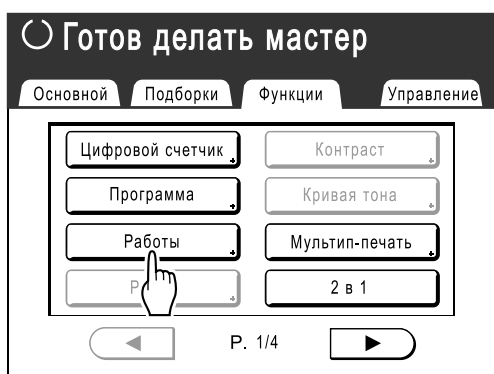 Готов делать мастер
Основной Подборки Функции Управление
Цифровой счетчик Контраст
Программа Кривая тона
Работы Мультип-печать
2 в 1
P. 1/4